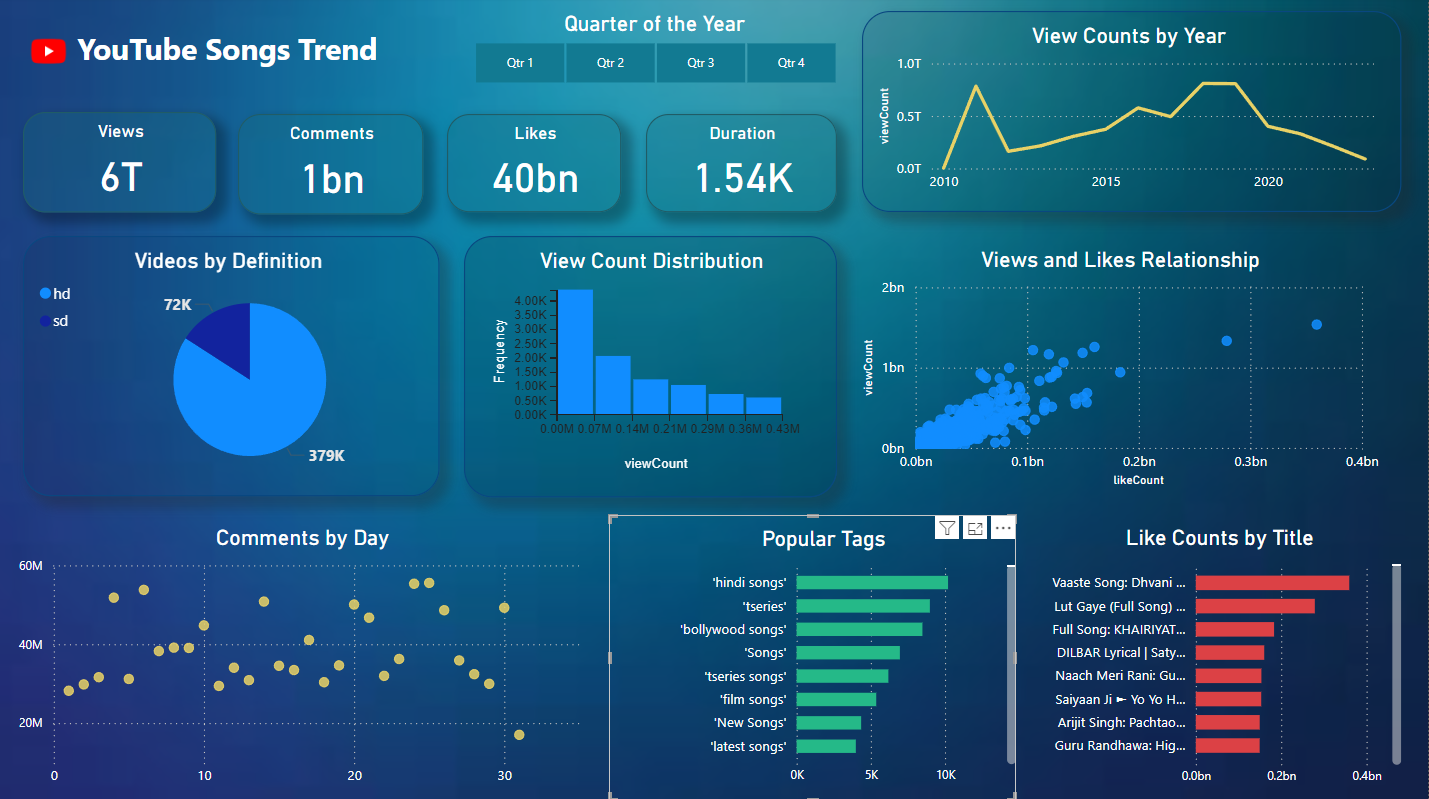 YouTube Songs Trend
Quarter of the Year
Qtr 1 Qtr 2 Qtr 3 Qtr 4
Views
6T
Comments
1bn
Likes
40bn
Duration
1.54K
View Counts by Year
viewCount
1.0T
0.5T
0.0T
2010 2015 2020
Videos by Definition
hd
sd
72K
379K
View Count Distribution
Frequency
4.00K
3.50K
3.00K
2.50K
2.00K
1.50K
1.00K
0.50K
0.00K
0.00M 0.07M 0.14M 0.21M 0.29M 0.36M 0.43M
viewCount
Views and Likes Relationship
viewCount
2bn
1bn
0bn
0.0bn 0.1bn 0.2bn 0.3bn 0.4bn
likeCount
Comments by Day
60M
40M
20M
0 10 20 30
Popular Tags
'hindi songs'
'tseries'
'bollywood songs'
'Songs'
'tseries songs'
'film songs'
'New Songs'
'latest songs'
0K 5K 10K
Like Counts by Title
Vaaste Song: Dhvani ...
Lut Gaye (Full Song) ...
Full Song: KHAIRIYAT...
DILBAR Lyrical | Saty...
Naach Meri Rani: Gu...
Saiyaan Ji ► Yo Yo H...
Arijit Singh: Pachtao...
Guru Randhawa: Hig...
0.0bn 0.2bn 0.4bn